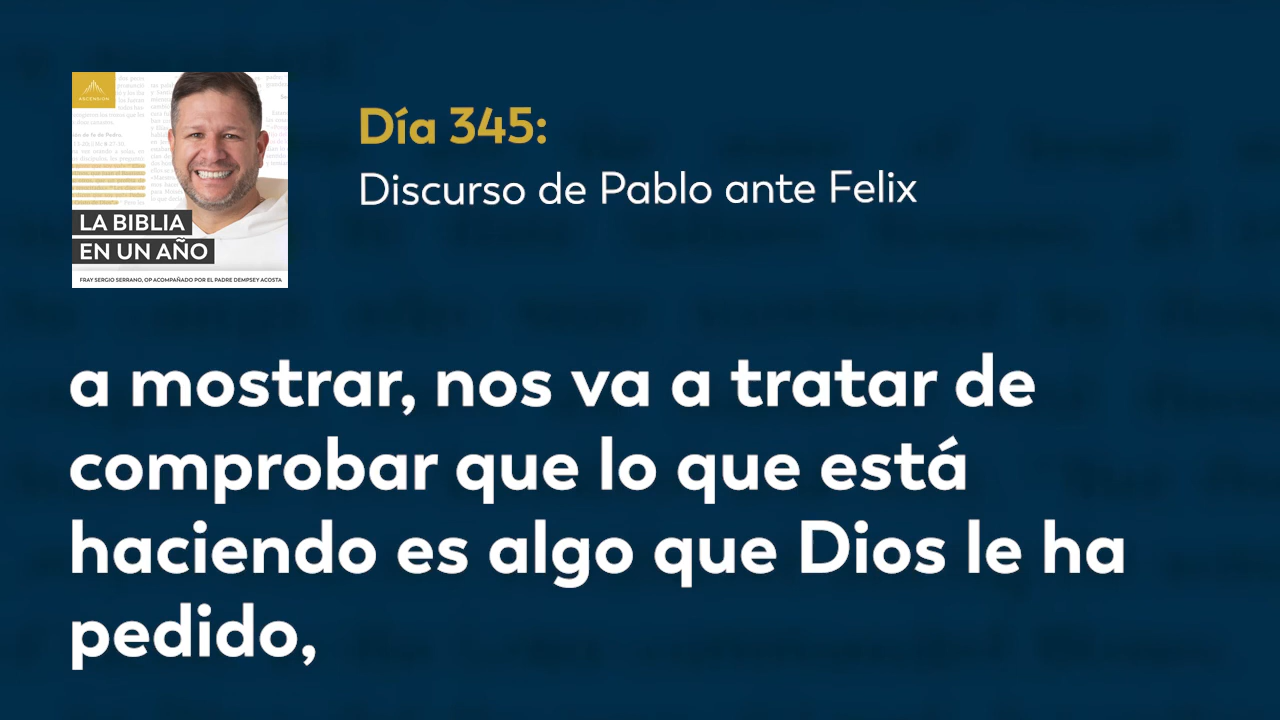 ASCENSION
LA BIBLIA
EN UN AÑO
FRAY SERGIO SERRANO, OP ACOMPAÑADO POR EL PADRE DEMPSEY ACOSTA
Día 345:
Discurso de Pablo ante Felix
a mostrar, nos va a tratar de
comprobar que lo que está
haciendo es algo que Dios le ha
pedido,